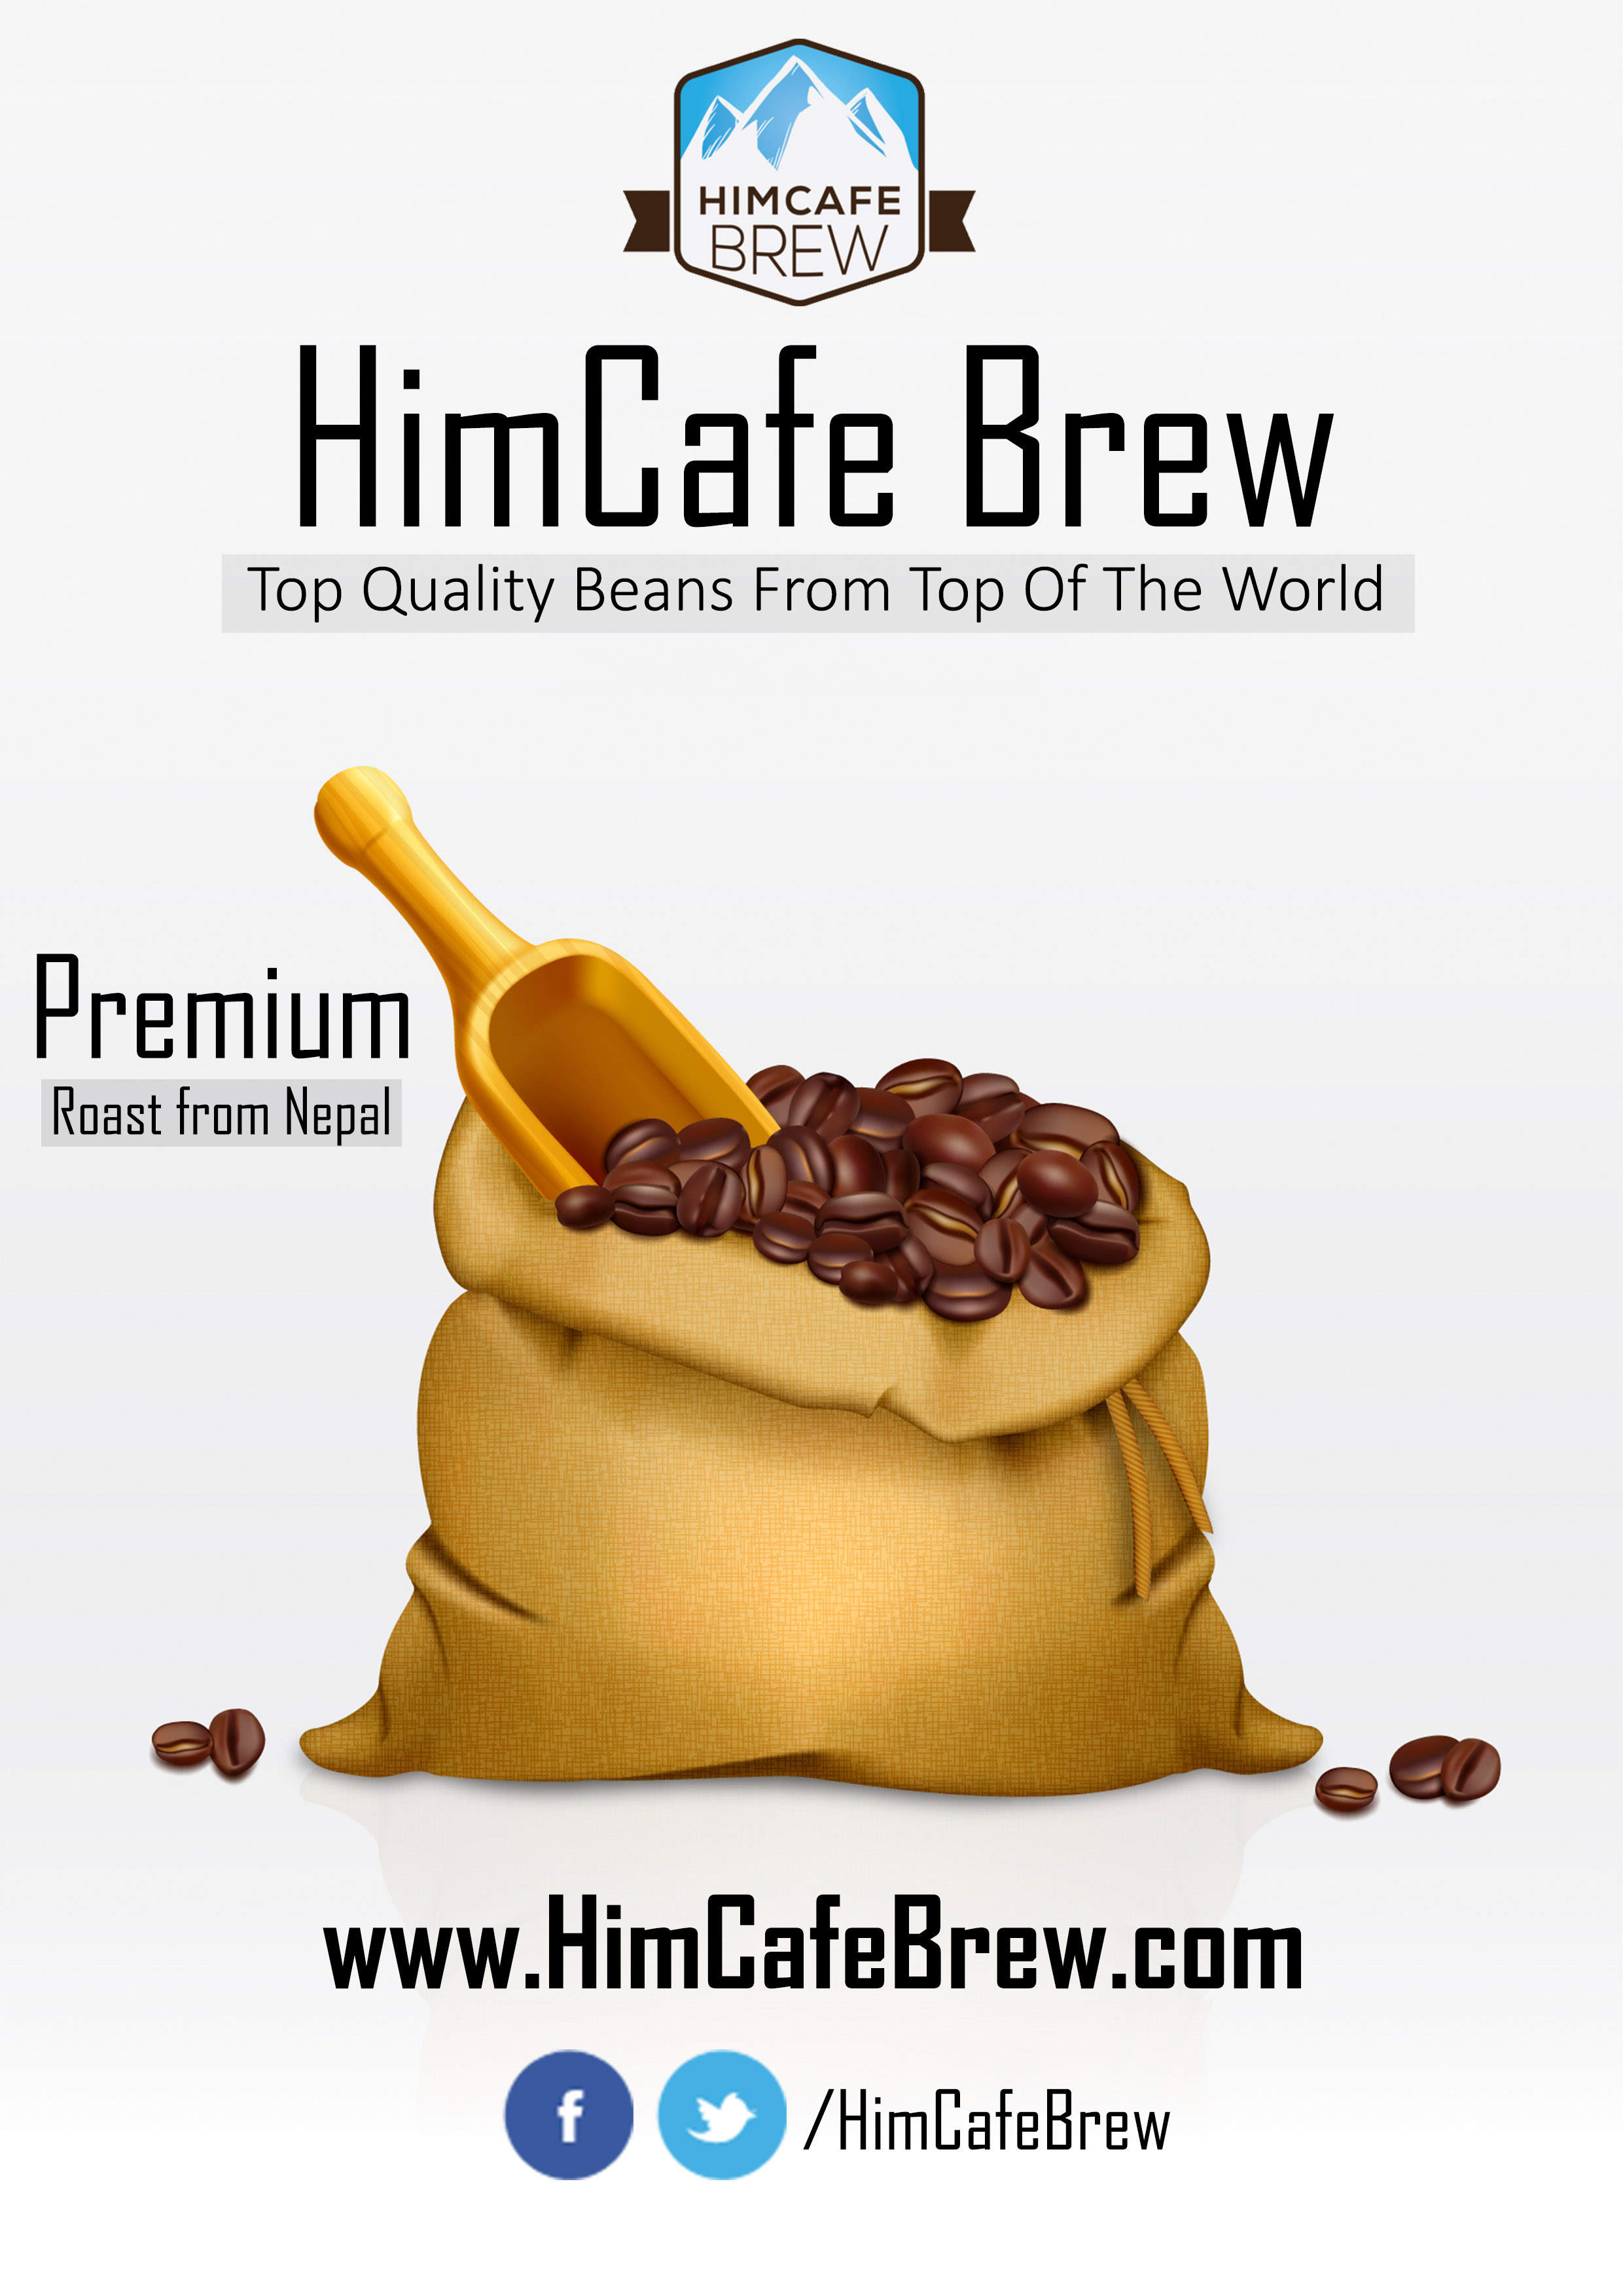 HIMCAFE
BREW
HimCafe Brew
Top Quality Beans From Top Of The World
Premium
Roast from Nepal
www.HimCafeBrew.com
f
/HimCafeBrew